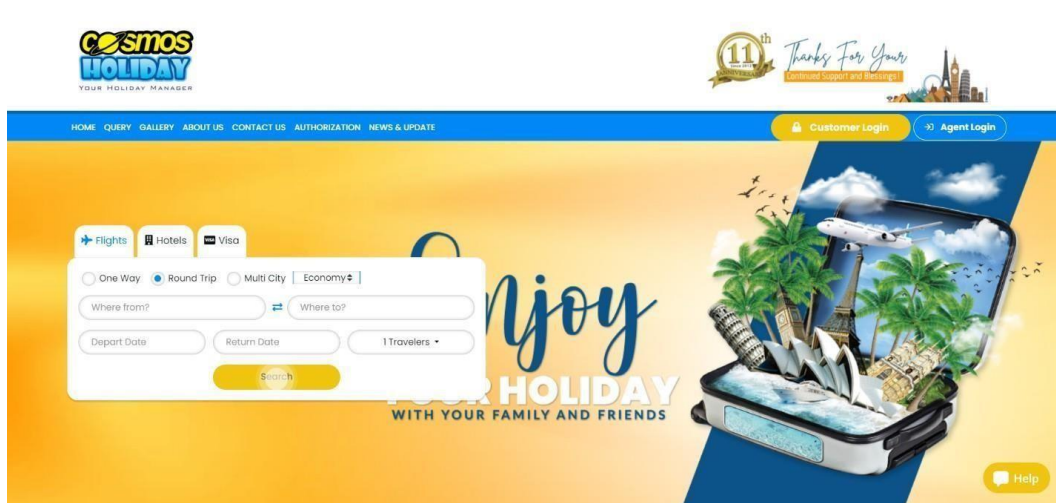 COSMOS
HOLIDAY
YOUR HOLIDAY MANAGER
11th
Thanks For Your
Continued Support and Blessings !
HOME QUERY GALLERY ABOUT US CONTACT US AUTHORIZATION NEWS & UPDATE
Customer Login
Agent Login
Flights
Hotels
VISA Visa
One Way
Round Trip
Multi City
Economy
Where from?
Where to?
Depart Date
Return Date
1 Travelers
Search
Enjoy
YOUR HOLIDAY
WITH YOUR FAMILY AND FRIENDS
Help